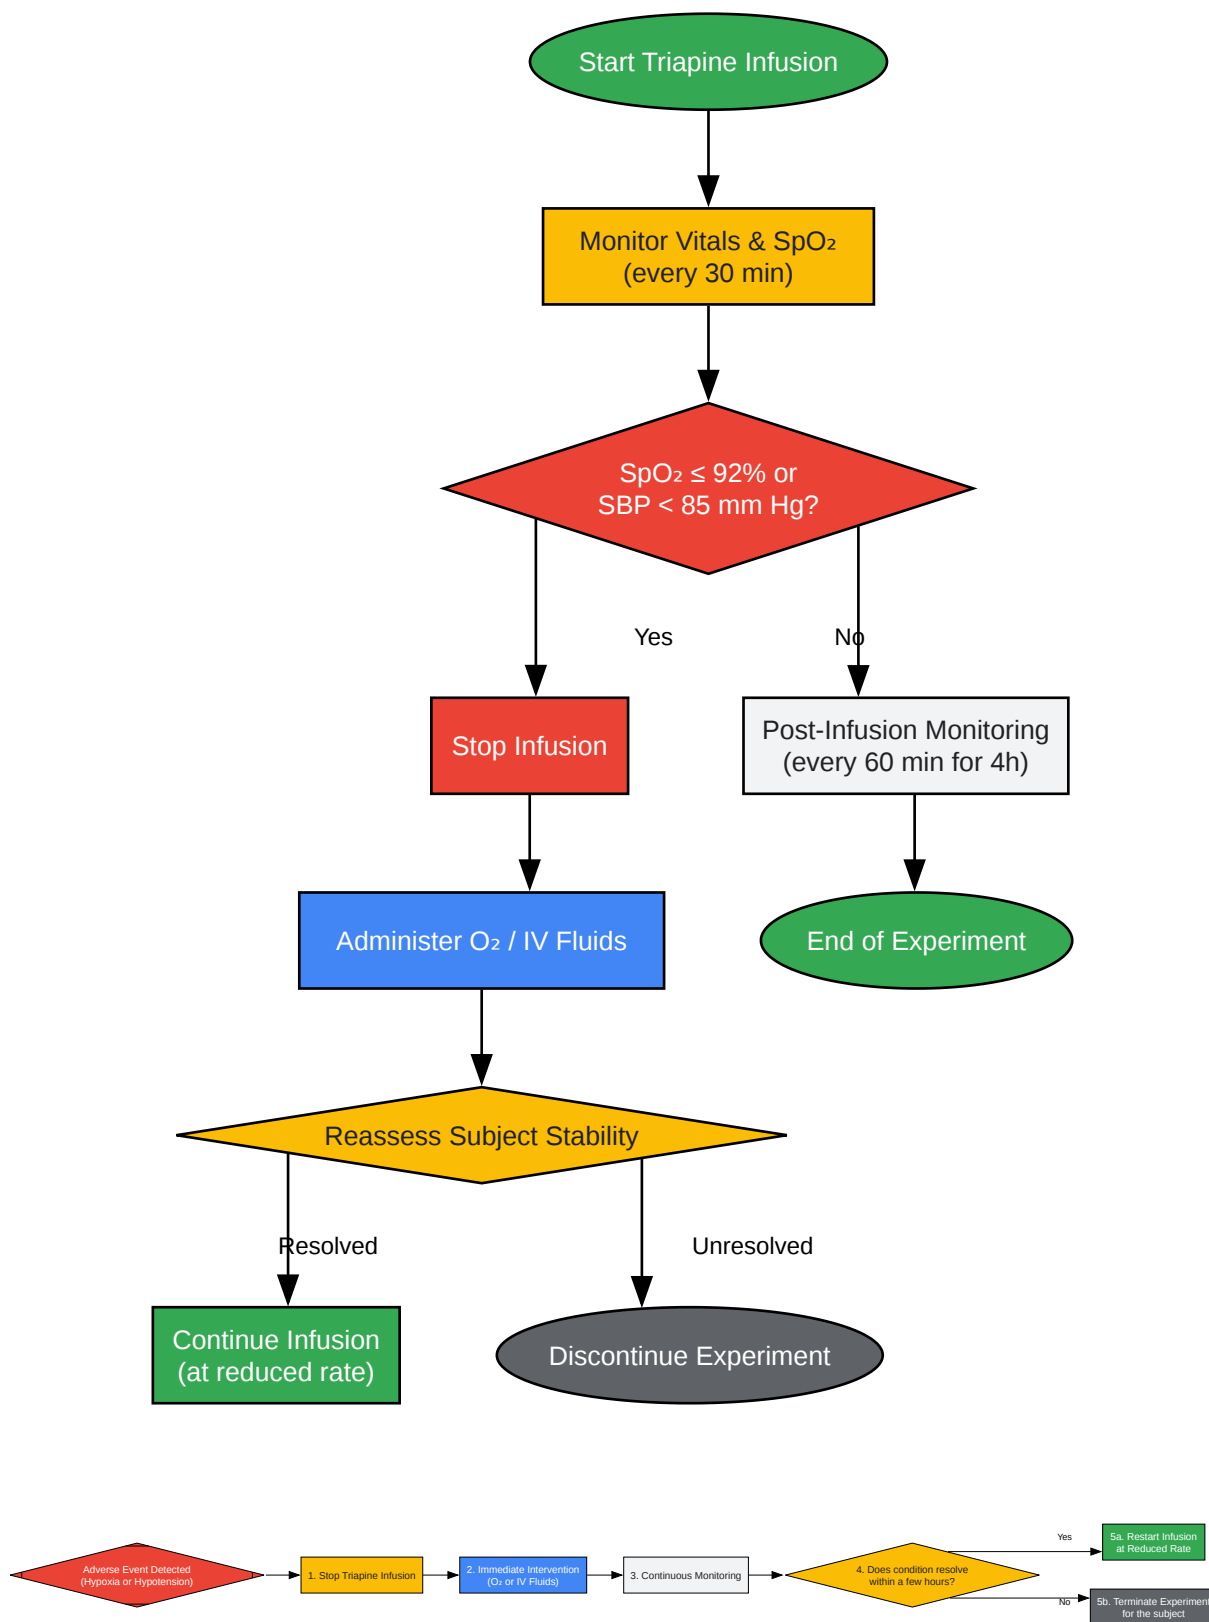 Start Triapine Infusion
Monitor Vitals & SpO₂
(every 30 min)
SpO₂ ≤ 92% or
SBP < 85 mm Hg?
Yes
No
Stop Infusion
Post-Infusion Monitoring
(every 60 min for 4h)
Administer O₂ / IV Fluids
End of Experiment
Reassess Subject Stability
Resolved
Unresolved
Continue Infusion
(at reduced rate)
Discontinue Experiment
Adverse Event Detected
(Hypoxia or Hypotension)
1. Stop Triapine Infusion
2. Immediate Intervention
(O₂ or IV Fluids)
3. Continuous Monitoring
4. Does condition resolve
within a few hours?
Yes
5a. Restart Infusion
at Reduced Rate
No
5b. Terminate Experiment
for the subject